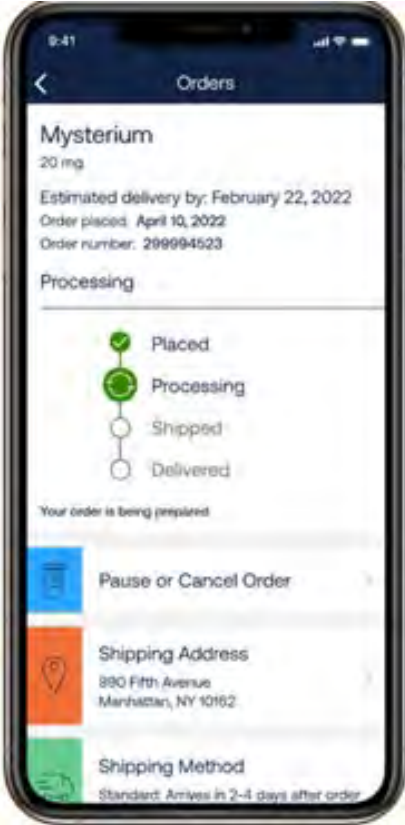 9:41
Orders
Mysterium
20 mg
Estimated delivery by: February 22, 2022
Order placed: April 10, 2022
Order number: 299994523
Processing
Placed
Processing
Shipped
Delivered
Your order is being prepared
Pause or Cancel Order
Shipping Address
890 Fifth Avenue
Manhattan, NY 10162
Shipping Method
Standard: Arrives in 2-4 days after order